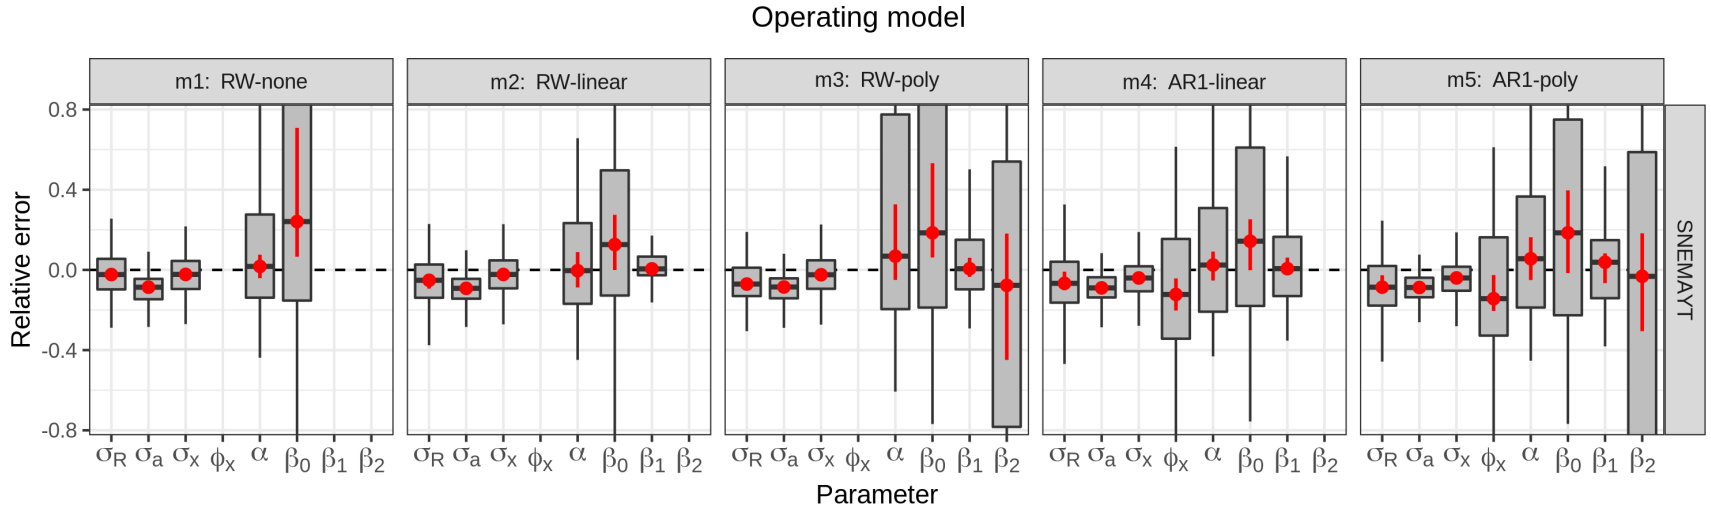 Operating model
m1: RW-none
m2: RW-linear
m3: RW-poly
m4: AR1-linear
m5: AR1-poly
Relative error
0.8
0.4
0.0
-0.4
-0.8
SNEMAYT
σR σa σx ϕx α β0 β1 β2
σR σa σx ϕx α β0 β1 β2
σR σa σx ϕx α β0 β1 β2
σR σa σx ϕx α β0 β1 β2
σR σa σx ϕx α β0 β1 β2
Parameter